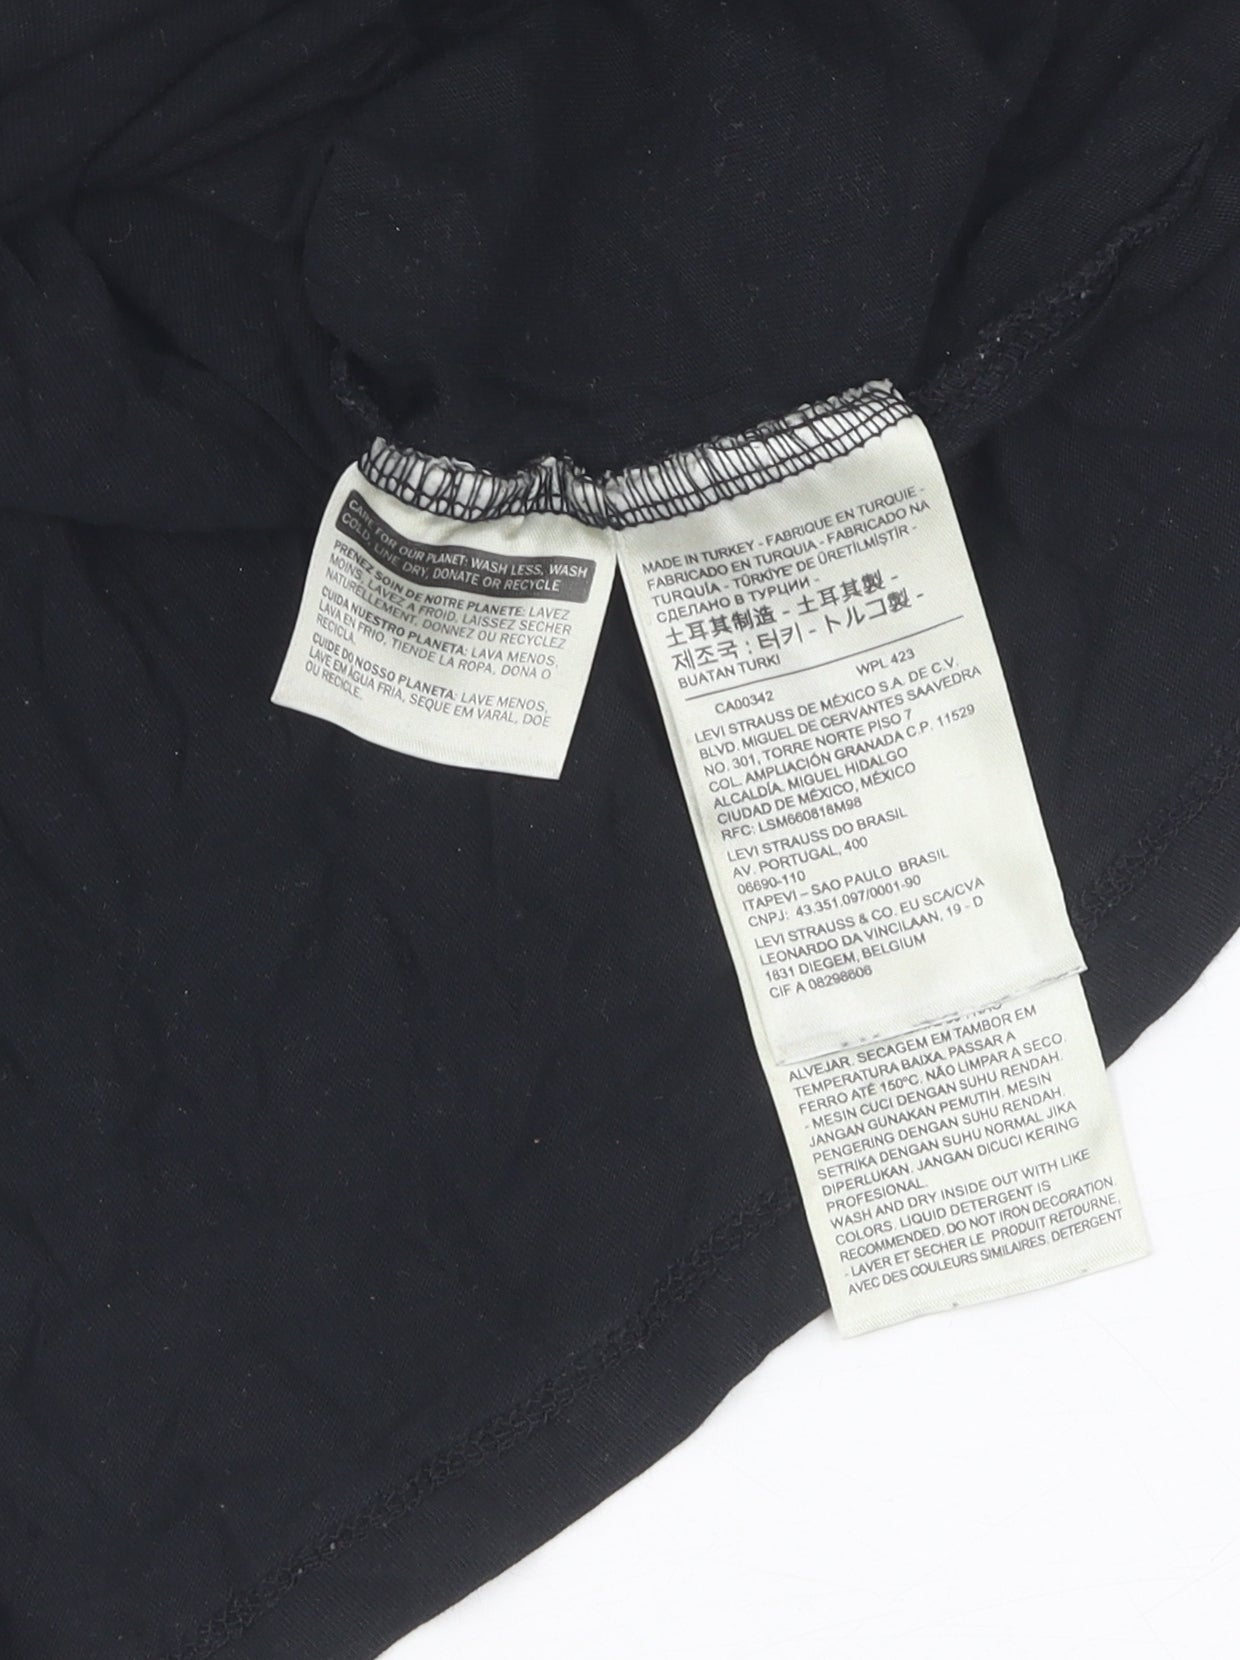 CARE FOR OUR PLANET: WASH LESS, WASH
COLD, LINE DRY, DONATE OR RECYCLE
PRENEZ SOIN DE NOTRE PLANETE: LAVEZ
MOINS, LAVEZ A FROID, LAISSEZ SECHER
NATURELLEMENT, DONNEZ OU RECYCLEZ
CUIDA NUESTRO PLANETA: LAVA MENOS,
LAVA EN FRIO, TIENDE LA ROPA, DONA O
RECICLA.
CUIDE DO NOSSO PLANETA: LAVE MENOS,
LAVE EM ÁGUA FRIA, SEQUE EM VARAL, DOE
OU RECICLE.
MADE IN TURKEY - FABRIQUE EN TURQUIE -
FABRICADO EN TURQUIA - FABRICADO NA
TURQUÍA - TÜRKİYE' DE ÜRETİLMİŞTİR -
СДЕЛАНО В ТУРЦИИ -
土耳其制造 - 土耳其製 -
제조국 : 터키 - トルコ製 -
BUATAN TURKI
CA00342 WPL 423
LEVI STRAUSS DE MÉXICO S.A. DE C.V.
BLVD. MIGUEL DE CERVANTES SAAVEDRA
NO. 301, TORRE NORTE PISO 7
COL. AMPLIACIÓN GRANADA C.P. 11529
ALCALDÍA. MIGUEL HIDALGO
CIUDAD DE MÉXICO, MÉXICO
RFC: LSM660818M98
LEVI STRAUSS DO BRASIL
AV. PORTUGAL, 400
06690-110
ITAPEVI – SAO PAULO BRASIL
CNPJ: 43.351.097/0001-90
LEVI STRAUSS & CO. EU SCA/CVA
LEONARDO DA VINCILAAN, 19 - D
1831 DIEGEM, BELGIUM
CIF A 08298606
ALVEJAR. SECAGEM EM TAMBOR EM
TEMPERATURA BAIXA. PASSAR A
FERRO ATÉ 150ºC. NÃO LIMPAR A SECO.
- MESIN CUCI DENGAN SUHU RENDAH.
JANGAN GUNAKAN PEMUTIH. MESIN
PENGERING DENGAN SUHU RENDAH.
SETRIKA DENGAN SUHU NORMAL JIKA
DIPERLUKAN. JANGAN DICUCI KERING
PROFESIONAL.
WASH AND DRY INSIDE OUT WITH LIKE
COLORS. LIQUID DETERGENT IS
RECOMMENDED. DO NOT IRON DECORATION.
- LAVER ET SECHER LE PRODUIT RETOURNE,
AVEC DES COULEURS SIMILAIRES. DETERGENT